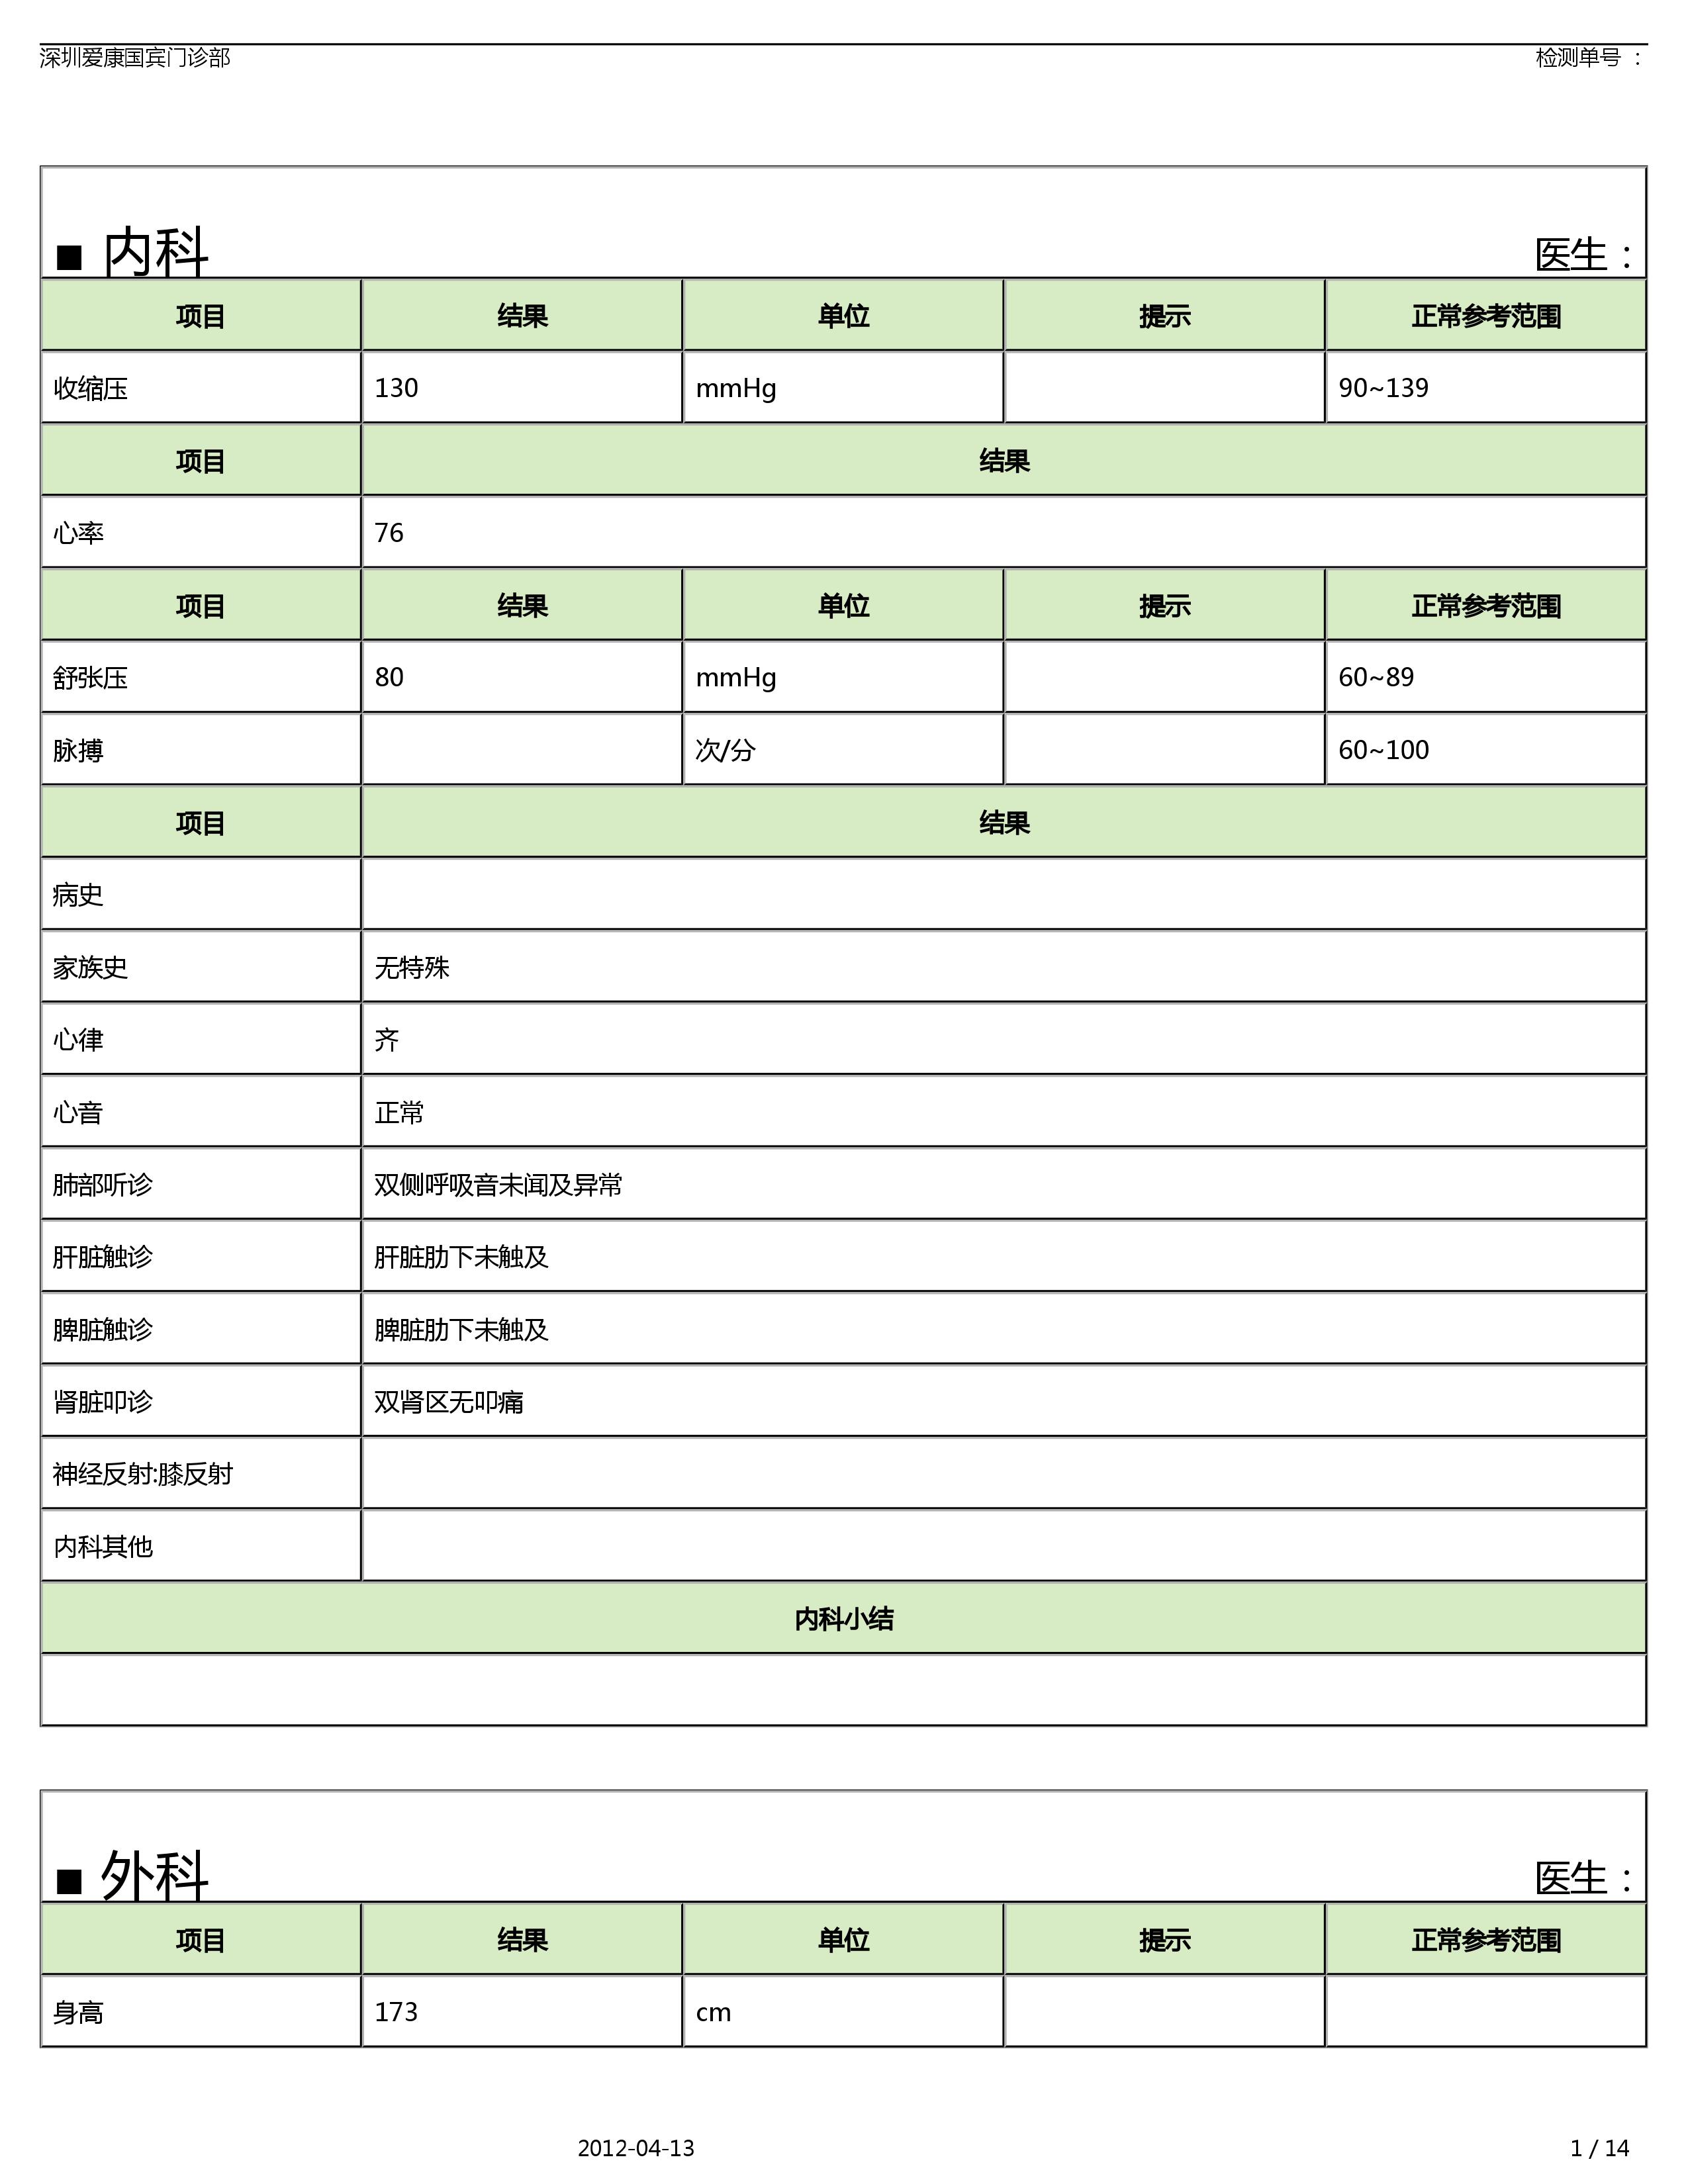 深圳爱康国宾门诊部 检测单号 ：
■ 内科 医生：
项目 结果 单位 提示 正常参考范围
收缩压 130 mmHg 90~139
项目 结果
心率 76
项目 结果 单位 提示 正常参考范围
舒张压 80 mmHg 60~89
脉搏 次/分 60~100
项目 结果
病史
家族史 无特殊
心律 齐
心音 正常
肺部听诊 双侧呼吸音未闻及异常
肝脏触诊 肝脏肋下未触及
脾脏触诊 脾脏肋下未触及
肾脏叩诊 双肾区无叩痛
神经反射:膝反射
内科其他
内科小结
■ 外科 医生：
项目 结果 单位 提示 正常参考范围
身高 173 cm
2012-04-13 1 / 14